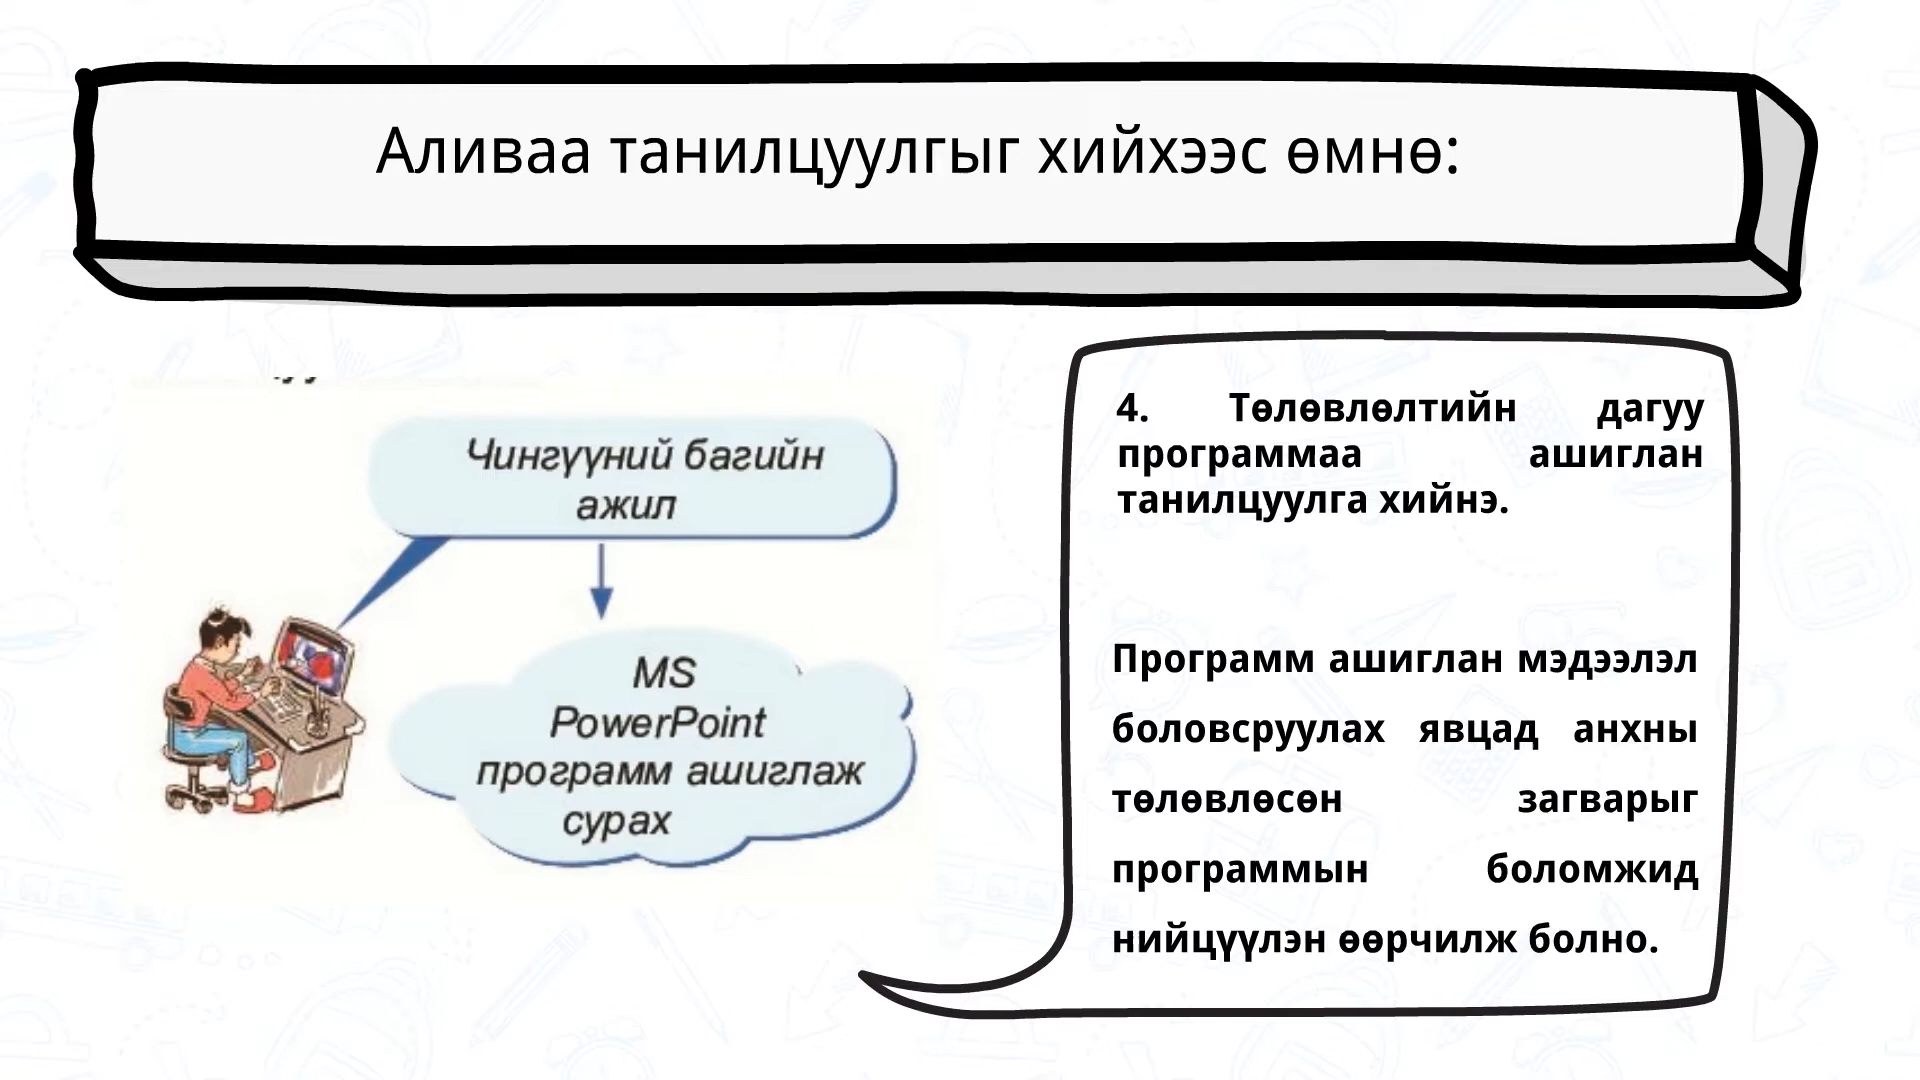 Аливаа танилцуулгыг хийхээс өмнө:
Чингүүний багийн
ажил
MS
PowerPoint
программ ашиглаж
сурах
4. Төлөвлөлтийн дагуу
программаа ашиглан
танилцуулга хийнэ.
Программ ашиглан мэдээлэл
боловсруулах явцад анхны
төлөвлөсөн загварыг
программын боломжид
нийцүүлэн өөрчилж болно.